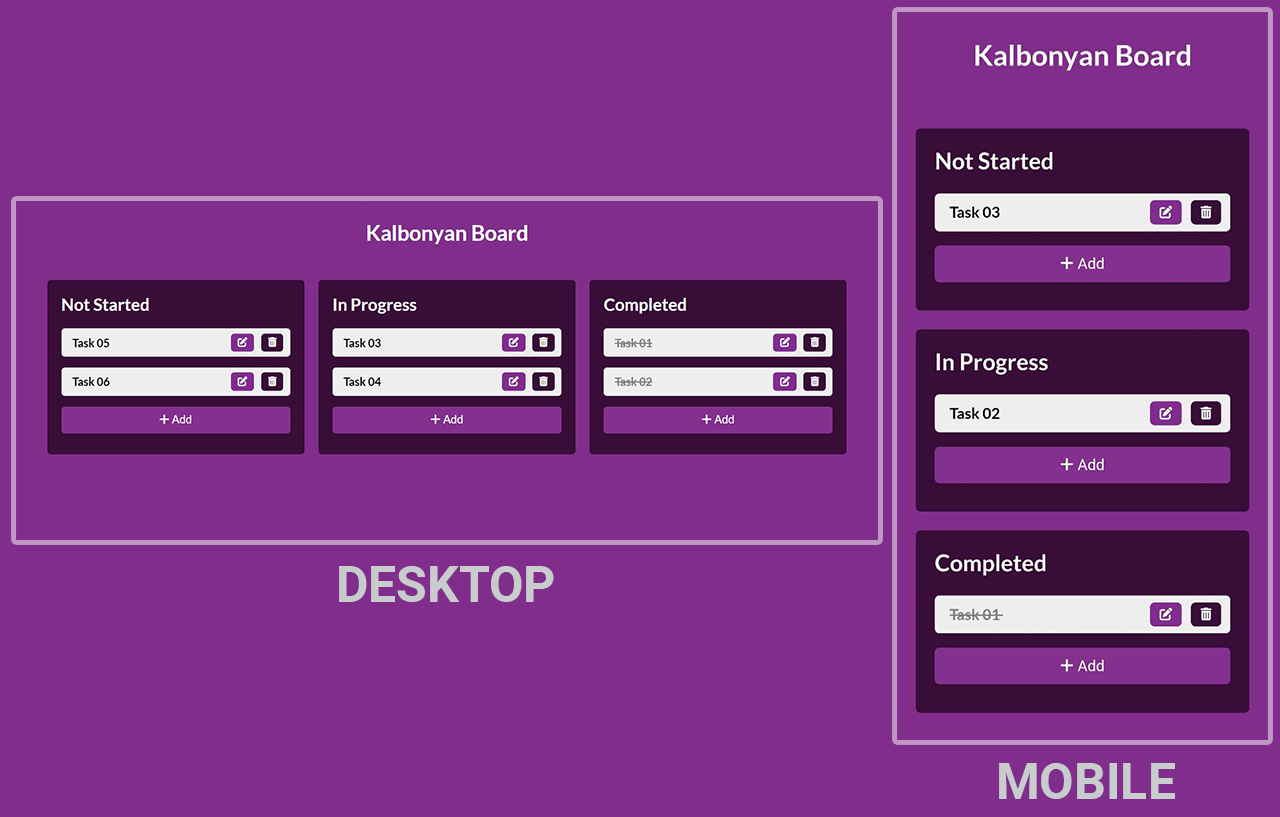 Kalbonyan Board
Not Started
Task 05
Task 06
+ Add
In Progress
Task 03
Task 04
+ Add
Completed
Task 01
Task 02
+ Add
DESKTOP
Kalbonyan Board
Not Started
Task 03
+ Add
In Progress
Task 02
+ Add
Completed
Task 01
+ Add
MOBILE